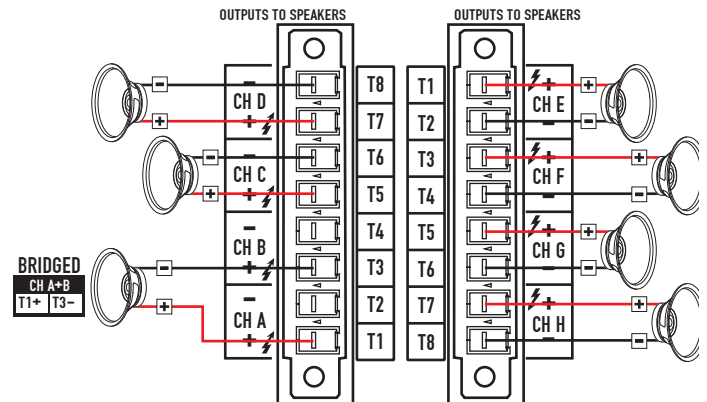 OUTPUTS TO SPEAKERS
OUTPUTS TO SPEAKERS
- - T8
CH D
+ + T7
- - T6
CH C
+ + T5
- T4
CH B
- + T3
BRIDGED
CH A+B
T1+ T3-
- T2
CH A
+ + T1
T1 + +
CH E
T2 - -
T3 + +
CH F
T4 - -
T5 + +
CH G
T6 - -
T7 + +
CH H
T8 - -